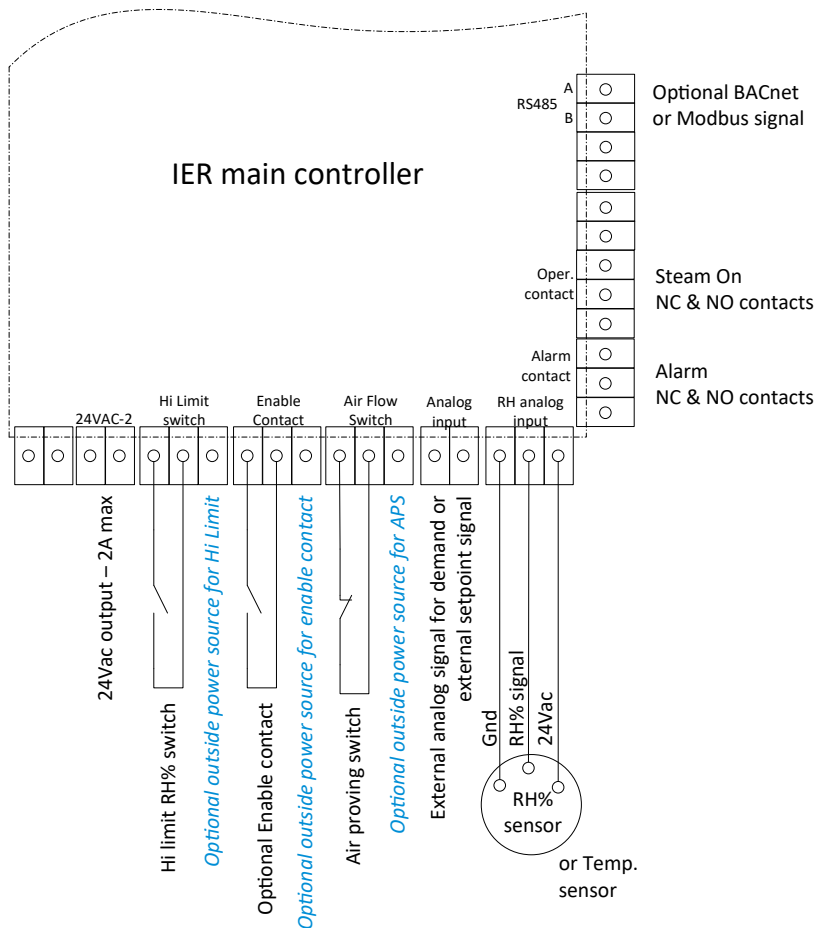 IER main controller
A
RS485
B
Optional BACnet
or Modbus signal
Oper.
contact
Steam On
NC & NO contacts
Alarm
contact
Alarm
NC & NO contacts
24VAC-2
Hi Limit
switch
Enable
Contact
Air Flow
Switch
Analog
input
RH analog
input
24Vac output – 2A max
Hi limit RH% switch
Optional outside power source for Hi Limit
Optional Enable contact
Optional outside power source for enable contact
Air proving switch
Optional outside power source for APS
External analog signal for demand or
external setpoint signal
Gnd
RH% signal
24Vac
RH%
sensor
or Temp.
sensor